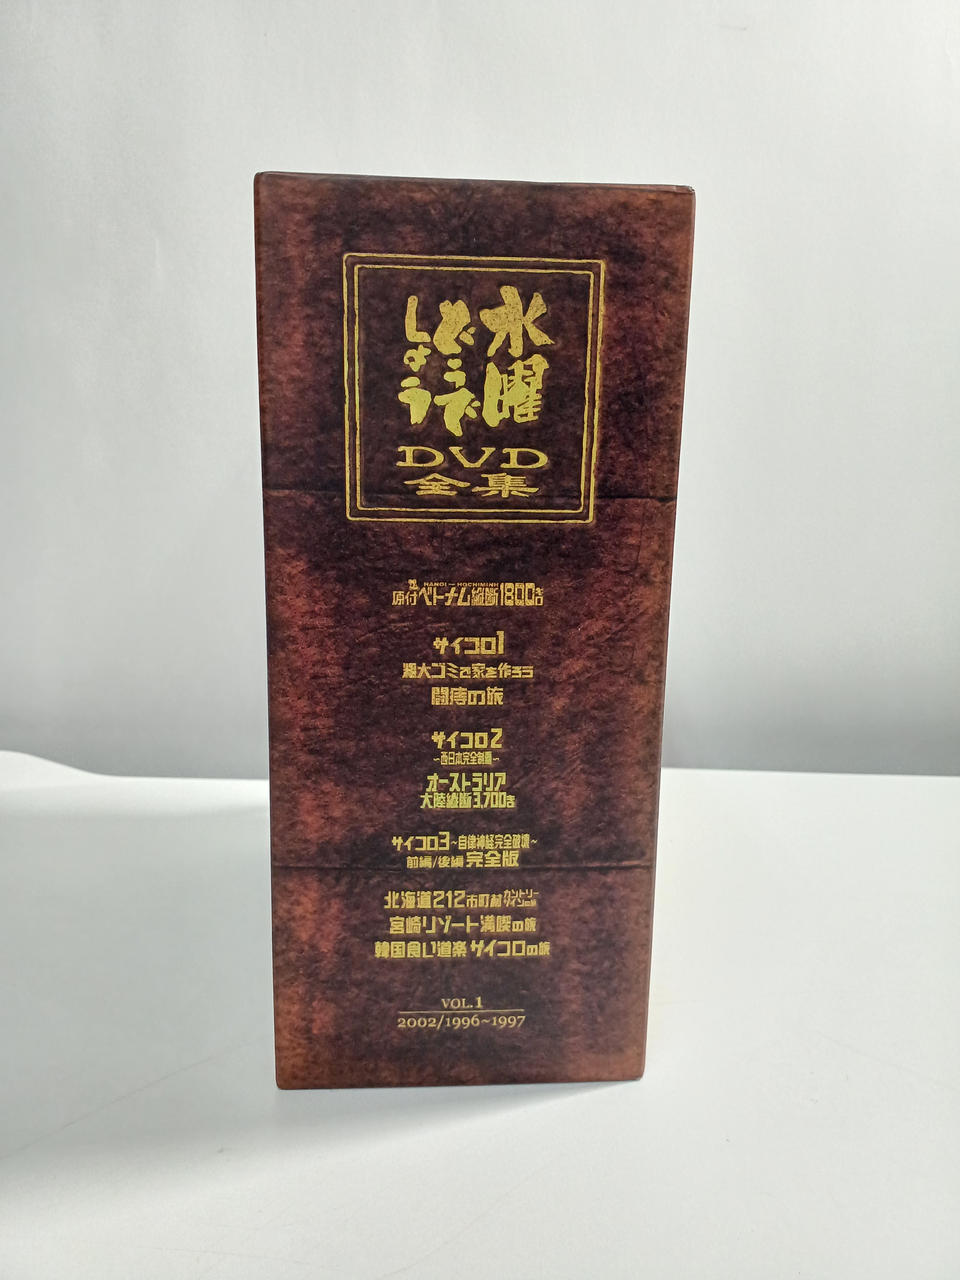 水曜
どうで
しょう
DVD
全集
HANOI — HOCHIMINH
原付ベトナム縦断1800キロ
サイコロ1
粗大ゴミで家を作ろう
闘痔の旅
サイコロ2
～西日本完全制覇～
オーストラリア
大陸縦断3,700キロ
サイコロ3～自律神経完全破壊～
前編/後編 完全版
北海道212市町村カントリーサインの旅
宮崎リゾート満喫の旅
韓国食い道楽サイコロの旅
VOL.1
2002/1996~1997